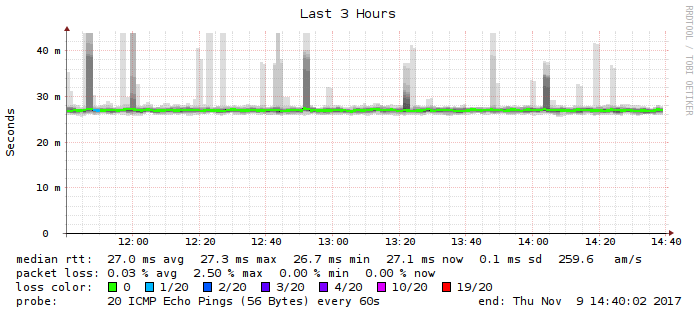 Last 3 Hours
RRDTOOL / TOBI OETIKER
Seconds
40 m
30 m
20 m
10 m
0
12:00 12:20 12:40 13:00 13:20 13:40 14:00 14:20 14:40
median rtt: 27.0 ms avg 27.3 ms max 26.7 ms min 27.1 ms now 0.1 ms sd 259.6 am/s
packet loss: 0.03 % avg 2.50 % max 0.00 % min 0.00 % now
loss color: 0 1/20 2/20 3/20 4/20 10/20 19/20
probe: 20 ICMP Echo Pings (56 Bytes) every 60s end: Thu Nov 9 14:40:02 2017